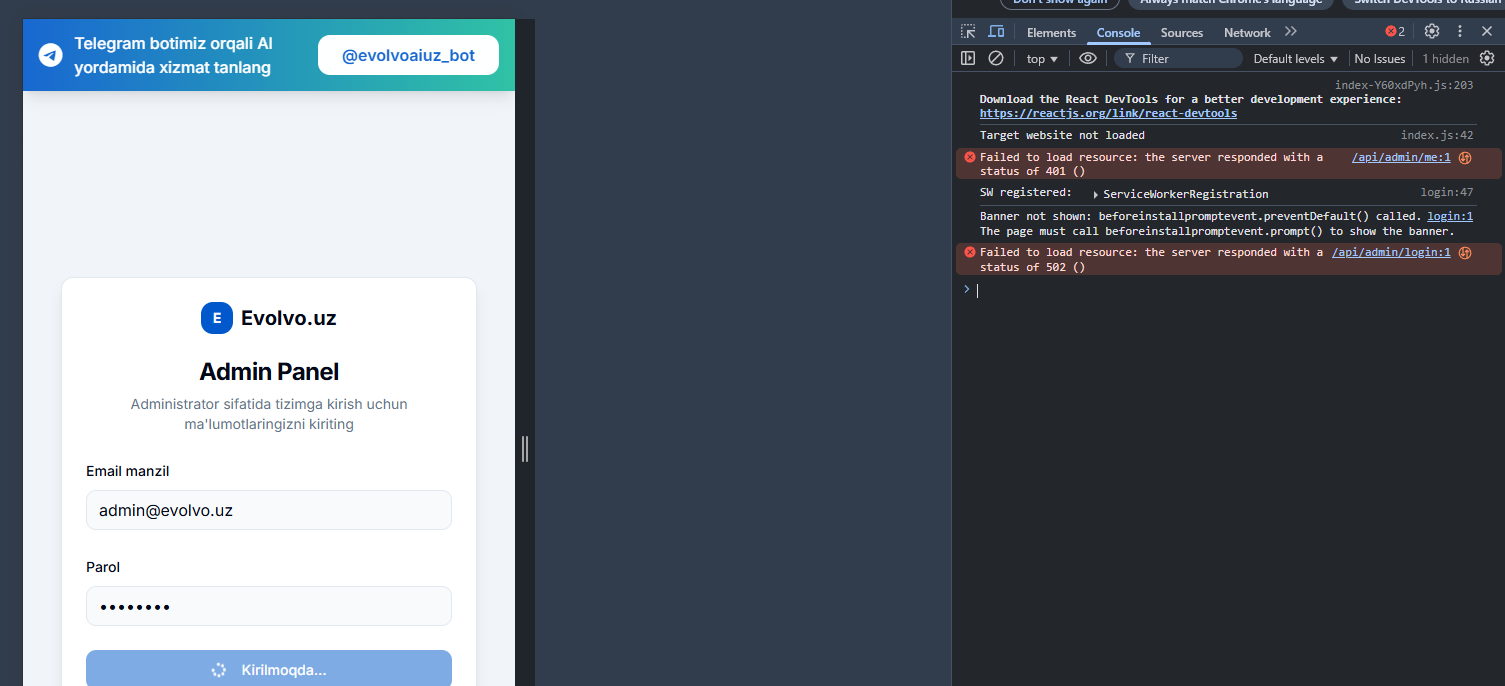 Telegram botimiz orqali AI
yordamida xizmat tanlang
@evolvoaiuz_bot
E Evolvo.uz
Admin Panel
Administrator sifatida tizimga kirish uchun
ma'lumotlaringizni kiriting
Email manzil
admin@evolvo.uz
Parol
••••••••
Kirilmoqda...
Don't show again Always match Chrome's language Switch DevTools to Russian
Elements Console Sources Network 2
top Filter Default levels No Issues 1 hidden
index-Y60xdPyh.js:203
Download the React DevTools for a better development experience:
https://reactjs.org/link/react-devtools
Target website not loaded index.js:42
Failed to load resource: the server responded with a /api/admin/me:1
status of 401 ()
SW registered: ServiceWorkerRegistration login:47
Banner not shown: beforeinstallpromptevent.preventDefault() called. login:1
The page must call beforeinstallpromptevent.prompt() to show the banner.
Failed to load resource: the server responded with a /api/admin/login:1
status of 502 ()